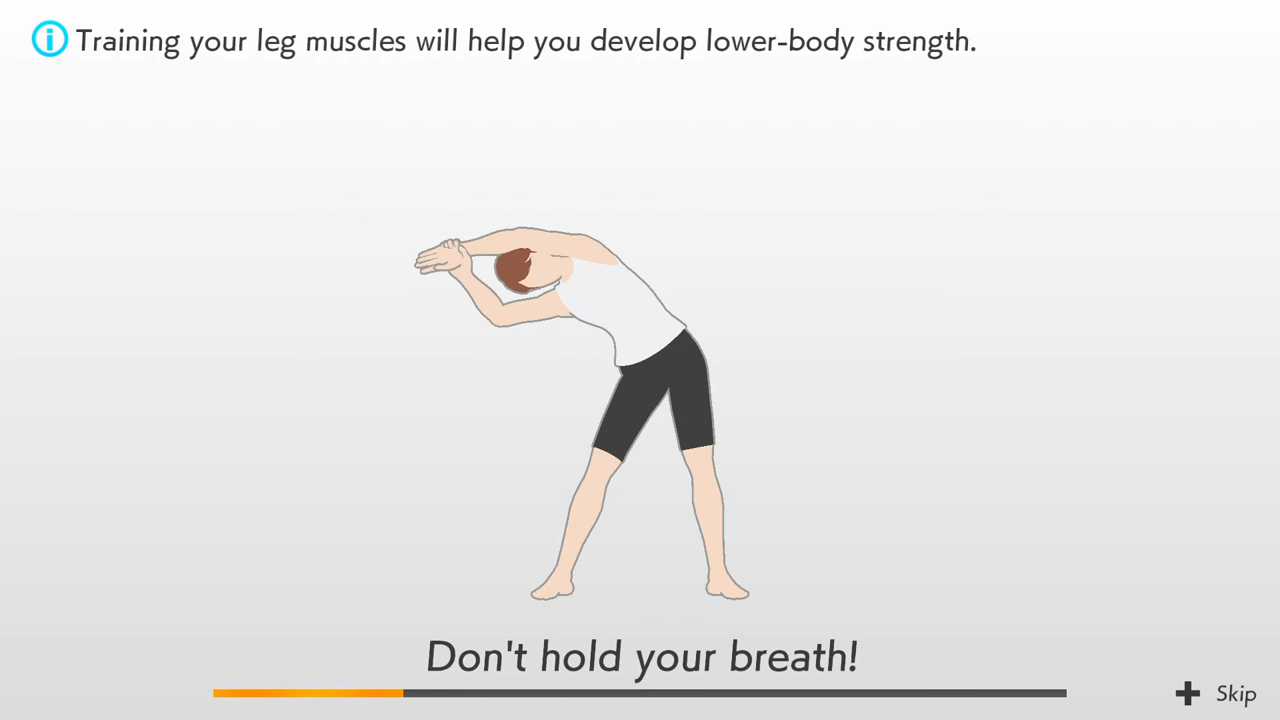 Training your leg muscles will help you develop lower-body strength.
Don't hold your breath!
Skip